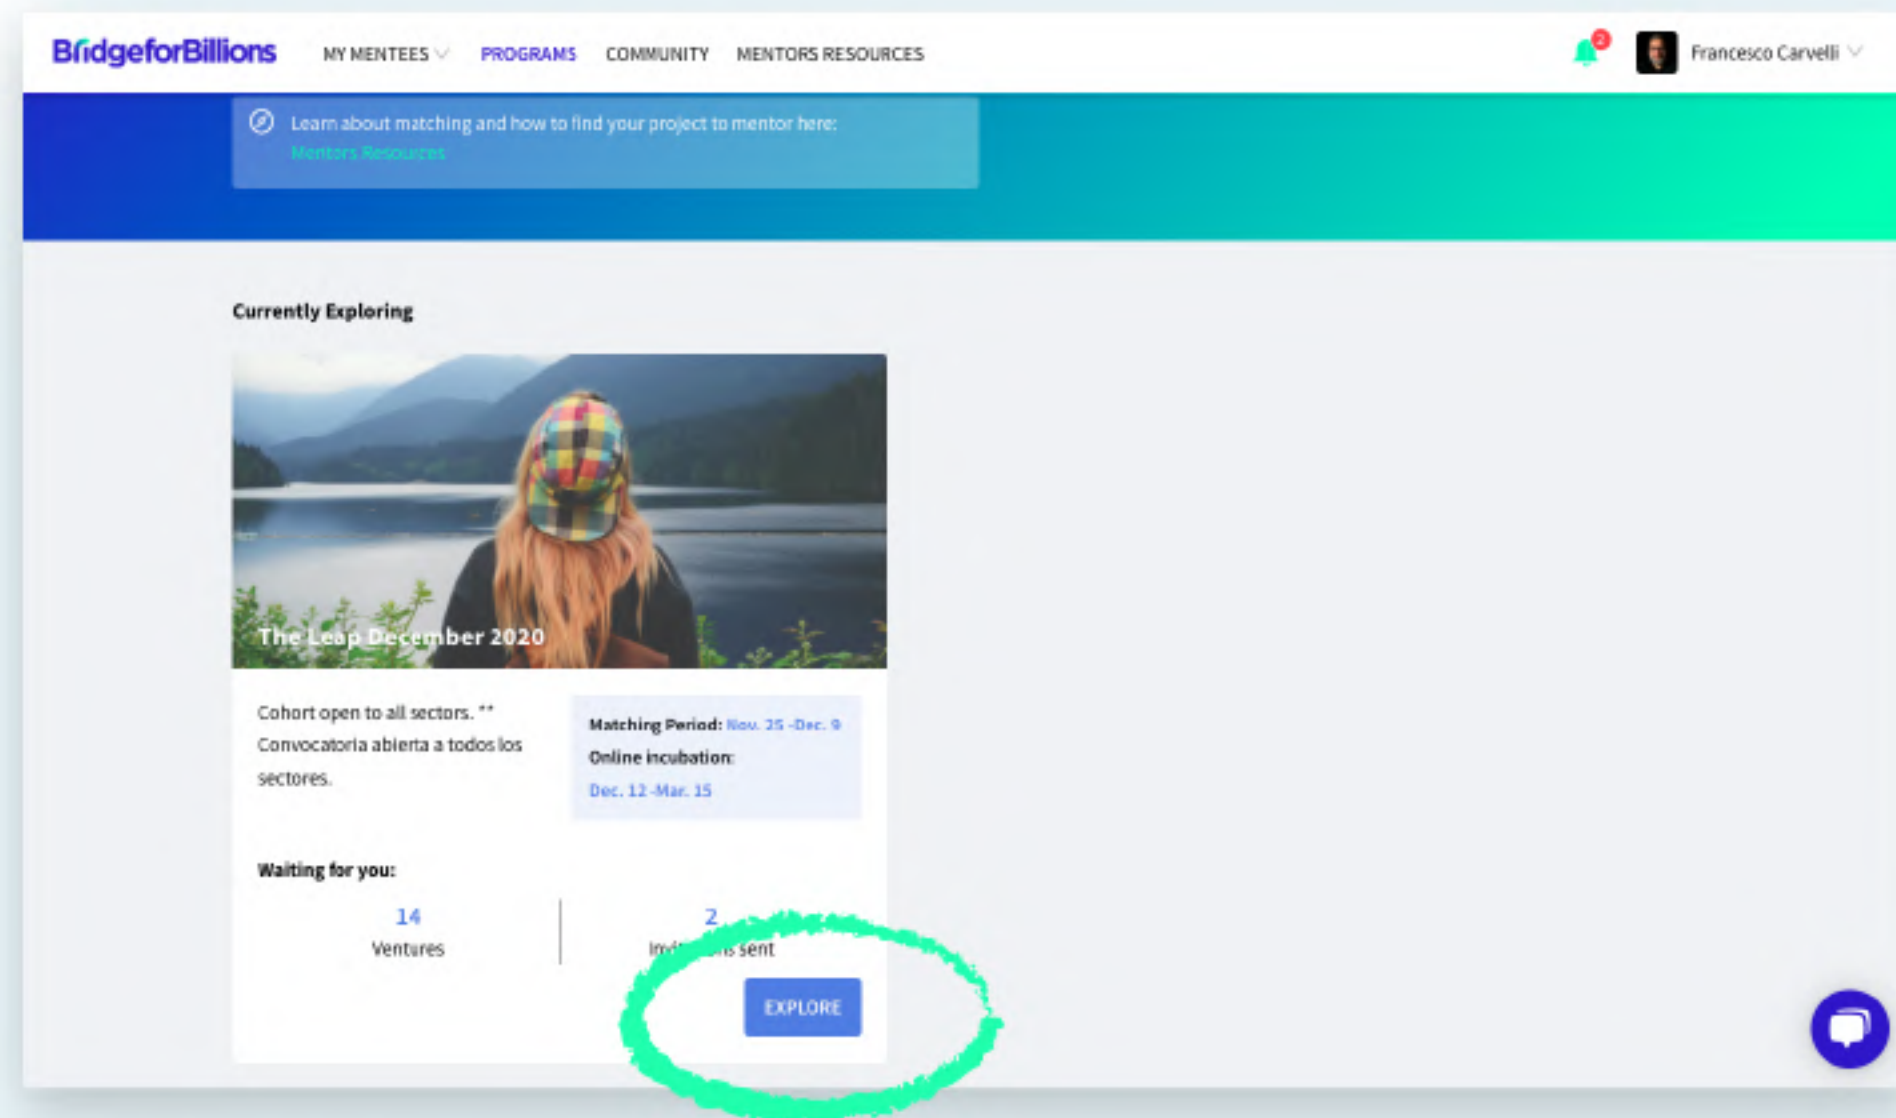 BridgeforBillions
MY MENTEES
PROGRAMS
COMMUNITY
MENTORS RESOURCES
2
Francesco Carvelli
Learn about matching and how to find your project to mentor here:
Mentors Resources
Currently Exploring
The Leap December 2020
Cohort open to all sectors. **
Convocatoria abierta a todos los
sectores.
Matching Period: Nov. 25 -Dec. 9
Online incubation:
Dec. 12 -Mar. 15
Waiting for you:
14
Ventures
2
sent
EXPLORE